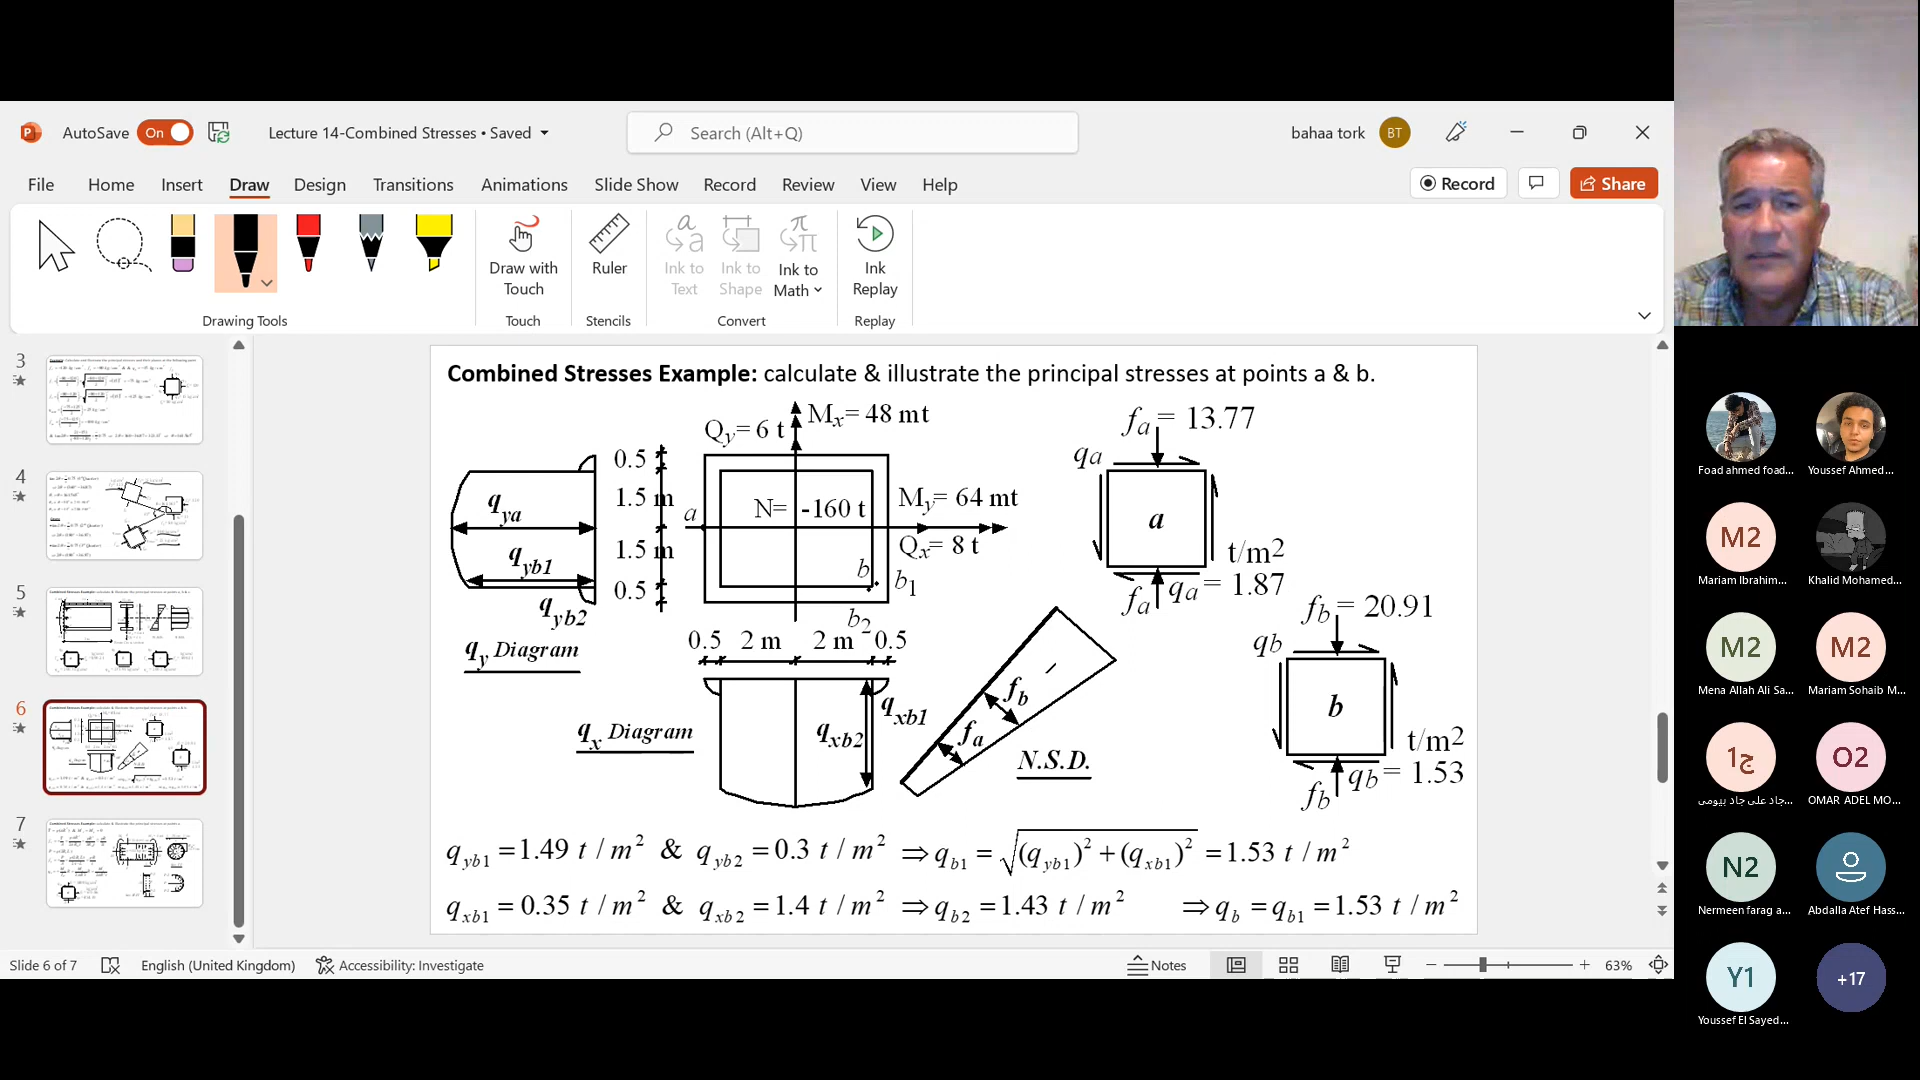 AutoSave On Lecture 14-Combined Stresses • Saved Search (Alt+Q) bahaa tork BT
File Home Insert Draw Design Transitions Animations Slide Show Record Review View Help Record Share
Draw with Touch
Ruler
Ink to Text
Ink to Shape
Ink to Math
Ink Replay
Drawing Tools Touch Stencils Convert Replay
3
4
5
6
7
Combined Stresses Example: calculate & illustrate the principal stresses at points a & b.
Qy= 6 t Mx= 48 mt
0.5
1.5 m
1.5 m
0.5
a
N= -160 t
My= 64 mt
Qx= 8 t
b b1
b2
qya
qyb1
qyb2
qy Diagram
0.5 2 m 2 m 0.5
qx Diagram
qxb2
qxb1
fa
fb
N.S.D.
fa= 13.77
qa
a
t/m2
fa qa= 1.87
fb= 20.91
qb
b
t/m2
fb qb= 1.53
qyb1 =1.49 t / m² & qyb2 =0.3 t / m² ⇒ qb1 = √(qyb1)² + (qxb1)² =1.53 t / m²
qxb1 = 0.35 t / m² & qxb2 =1.4 t / m² ⇒ qb2 =1.43 t / m² ⇒ qb = qb1 =1.53 t / m²
Slide 6 of 7 English (United Kingdom) Accessibility: Investigate Notes 63%
Foad ahmed foad... Youssef Ahmed...
M2
Mariam Ibrahim... Khalid Mohamed...
M2 M2
Mena Allah Ali Sa... Mariam Sohaib M...
ج1 O2
جاد على جاد بيومى... OMAR ADEL MO...
N2
Nermeen farag a... Abdalla Atef Hass...
Y1 +17
Youssef El Sayed...